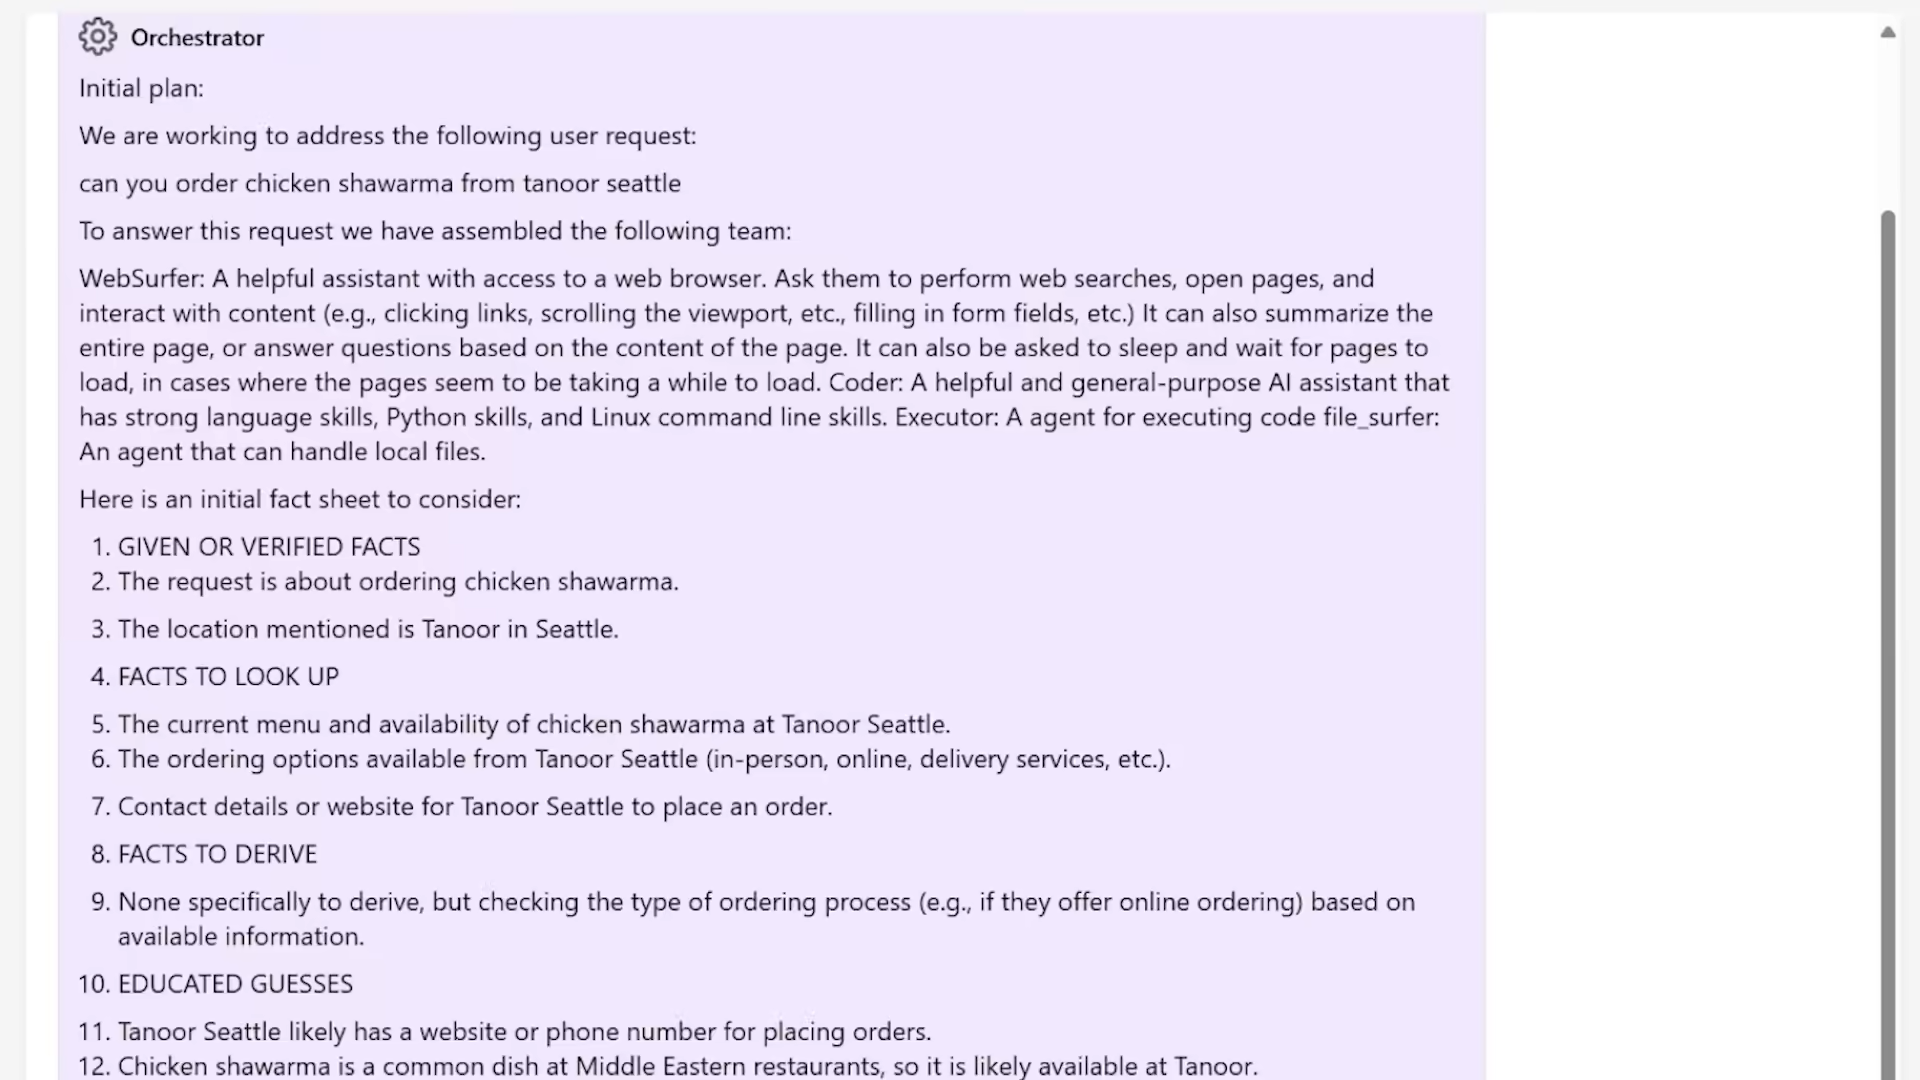 Orchestrator
Initial plan:
We are working to address the following user request:
can you order chicken shawarma from tanoor seattle
To answer this request we have assembled the following team:
WebSurfer: A helpful assistant with access to a web browser. Ask them to perform web searches, open pages, and
interact with content (e.g., clicking links, scrolling the viewport, etc., filling in form fields, etc.) It can also summarize the
entire page, or answer questions based on the content of the page. It can also be asked to sleep and wait for pages to
load, in cases where the pages seem to be taking a while to load. Coder: A helpful and general-purpose AI assistant that
has strong language skills, Python skills, and Linux command line skills. Executor: A agent for executing code file_surfer:
An agent that can handle local files.
Here is an initial fact sheet to consider:
1. GIVEN OR VERIFIED FACTS
2. The request is about ordering chicken shawarma.
3. The location mentioned is Tanoor in Seattle.
4. FACTS TO LOOK UP
5. The current menu and availability of chicken shawarma at Tanoor Seattle.
6. The ordering options available from Tanoor Seattle (in-person, online, delivery services, etc.).
7. Contact details or website for Tanoor Seattle to place an order.
8. FACTS TO DERIVE
9. None specifically to derive, but checking the type of ordering process (e.g., if they offer online ordering) based on
available information.
10. EDUCATED GUESSES
11. Tanoor Seattle likely has a website or phone number for placing orders.
12. Chicken shawarma is a common dish at Middle Eastern restaurants, so it is likely available at Tanoor.